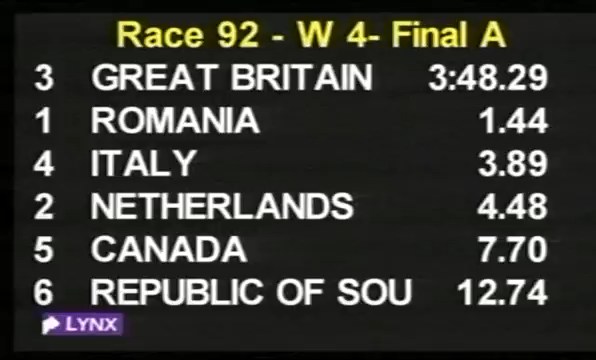 Race 92 - W 4- Final A
3 GREAT BRITAIN 3:48.29
1 ROMANIA 1.44
4 ITALY 3.89
2 NETHERLANDS 4.48
5 CANADA 7.70
6 REPUBLIC OF SOU 12.74
LYNX